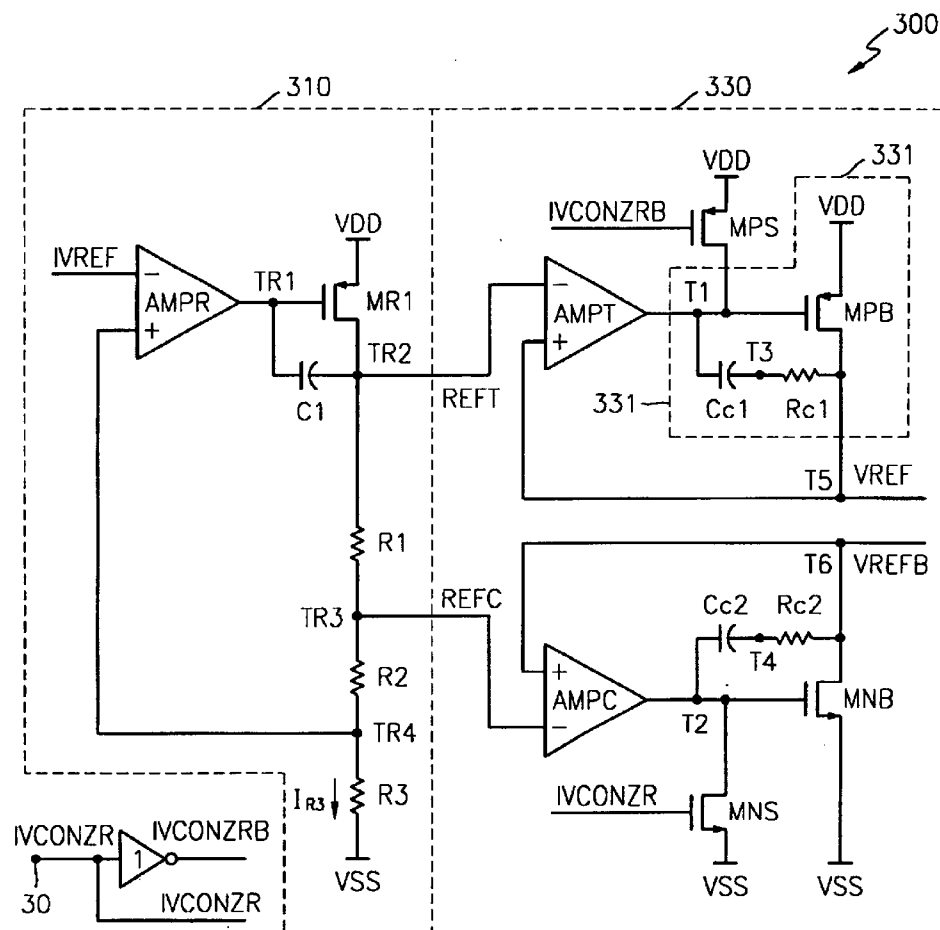 300
310
330
331
VDD
IVCONZRB
MPS
VDD
VDD
IVREF
−
AMPR
+
TR1
MR1
−
AMPT
+
T1
MPB
TR2
T3
C1
REFT
331
Cc1
Rc1
T5
VREF
R1
T6
VREFB
TR3
REFC
Cc2
Rc2
T4
R2
+
AMPC
−
MNB
T2
TR4
IR3
R3
IVCONZR
MNS
IVCONZR
IVCONZRB
1
30
IVCONZR
VSS
VSS
VSS